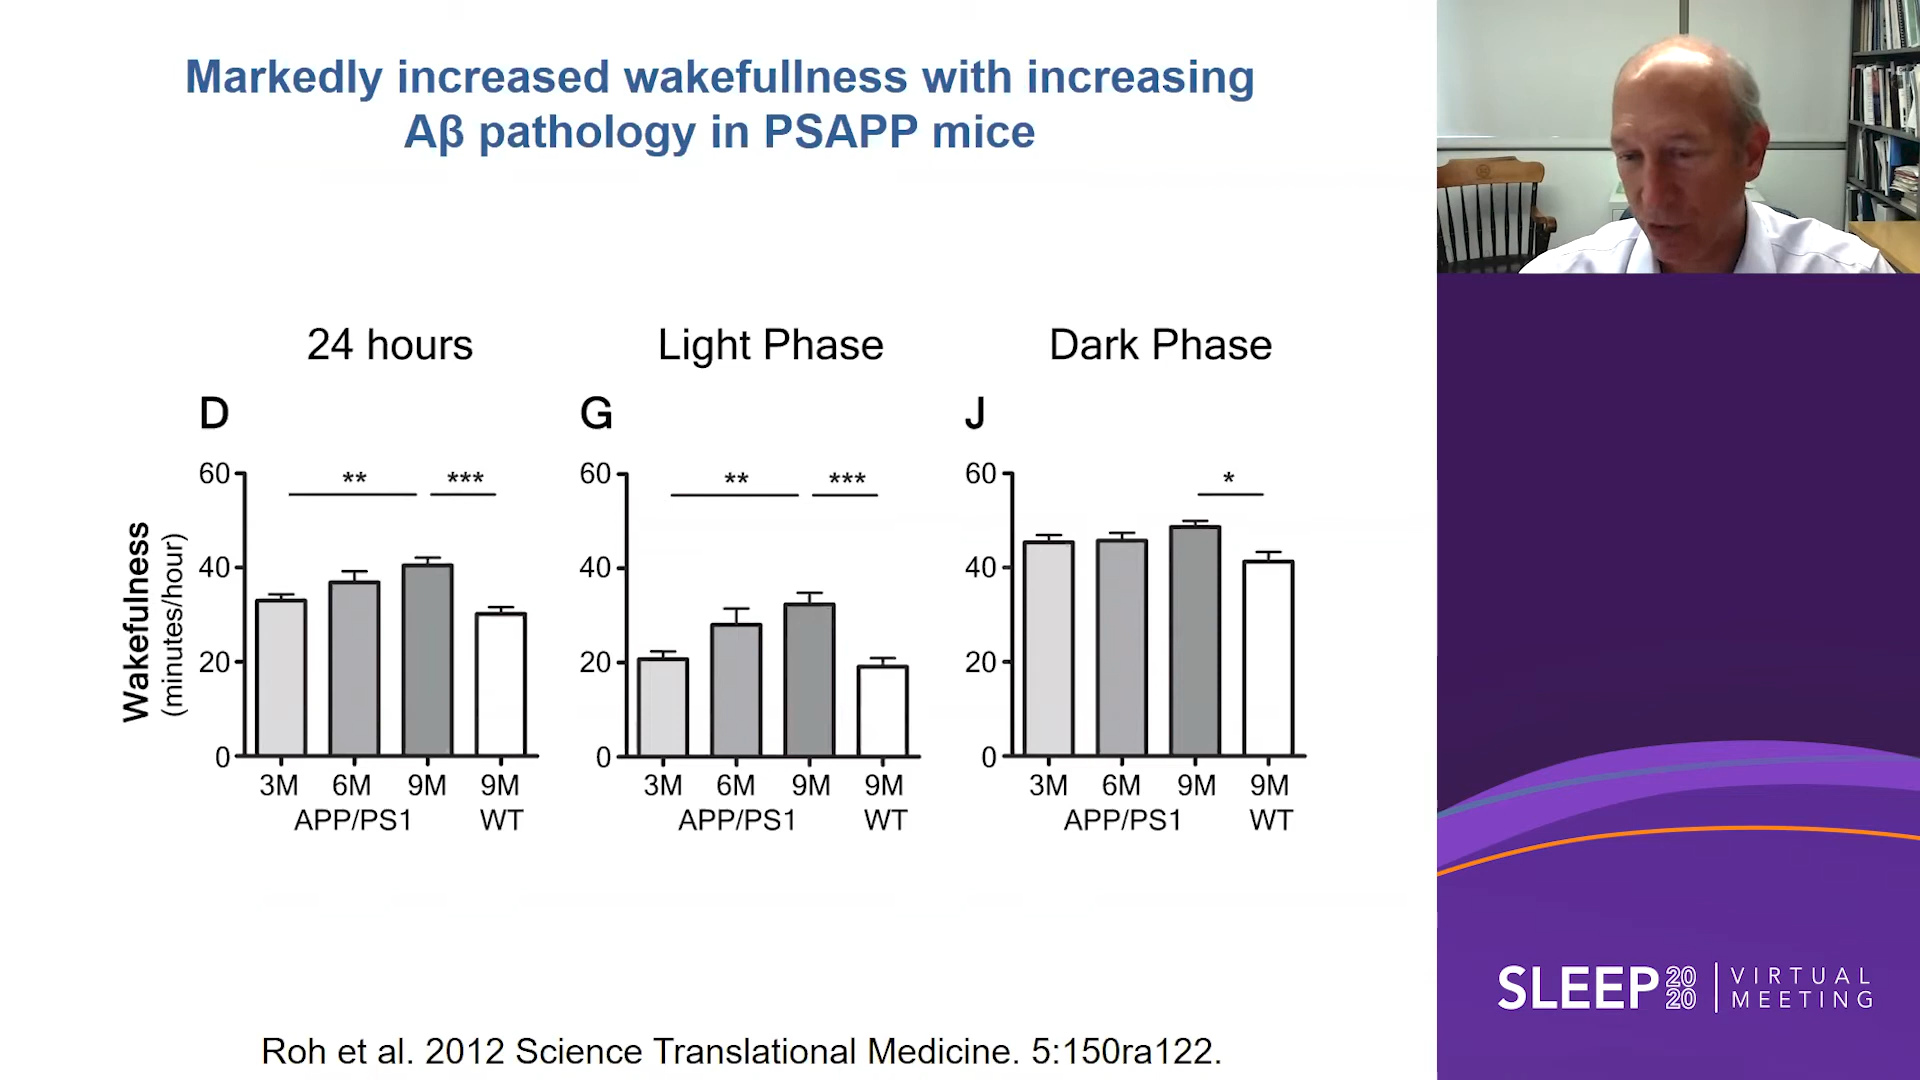 Markedly increased wakefullness with increasing
Aβ pathology in PSAPP mice
24 hours
Light Phase
Dark Phase
D
G
J
Wakefulness
(minutes/hour)
60
40
20
0
** ***
3M 6M 9M 9M
APP/PS1 WT
60
40
20
0
** ***
3M 6M 9M 9M
APP/PS1 WT
60
40
20
0
*
3M 6M 9M 9M
APP/PS1 WT
Roh et al. 2012 Science Translational Medicine. 5:150ra122.
SLEEP 2020 VIRTUAL
MEETING